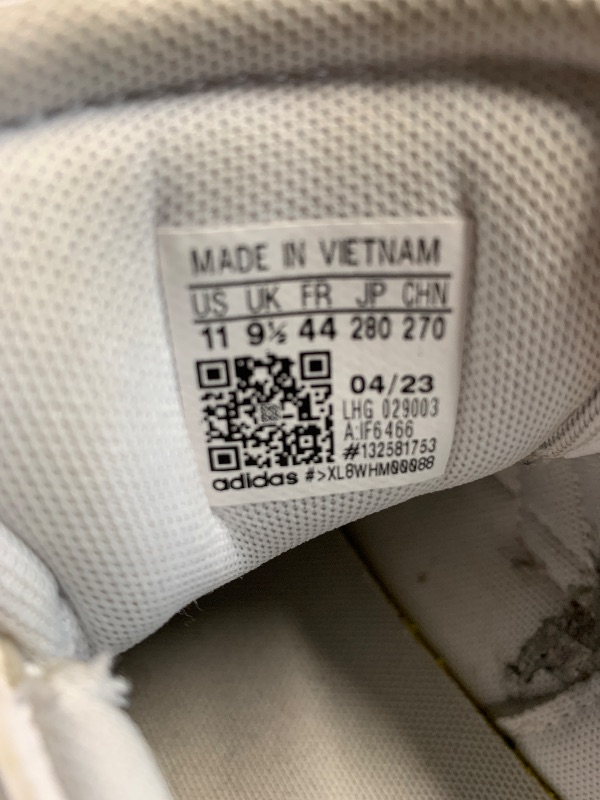 MADE IN VIETNAM
US UK FR JP CHN
11 9½ 44 280 270
04/23
LHG 029003
A:IF6466
#132581753
adidas #>XL8WHM00088